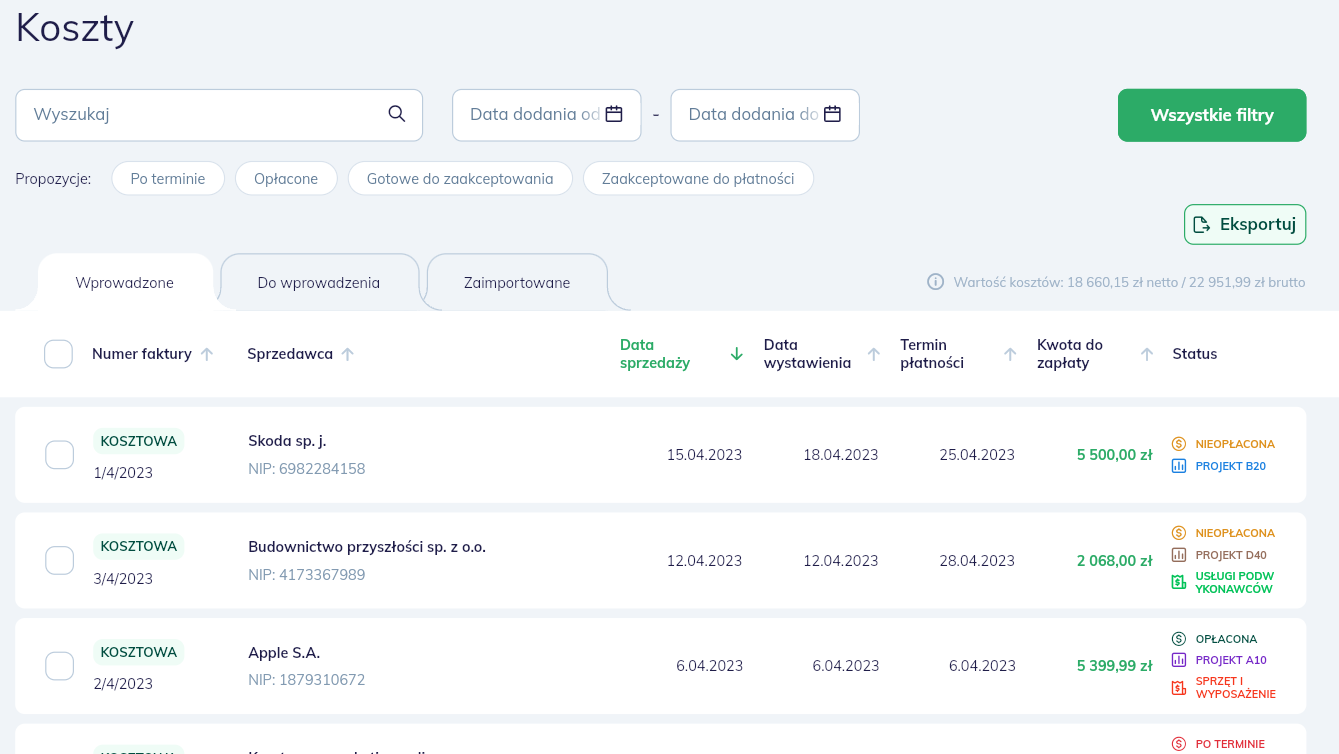 Koszty
Wyszukaj
Data dodania od
-
Data dodania do
Wszystkie filtry
Propozycje:
Po terminie
Opłacone
Gotowe do zaakceptowania
Zaakceptowane do płatności
Eksportuj
Wprowadzone
Do wprowadzenia
Zaimportowane
Wartość kosztów: 18 660,15 zł netto / 22 951,99 zł brutto
Numer faktury
Sprzedawca
Data
sprzedaży
Data
wystawienia
Termin
płatności
Kwota do
zapłaty
Status
KOSZTOWA
1/4/2023
Skoda sp. j.
NIP: 6982284158
15.04.2023
18.04.2023
25.04.2023
5 500,00 zł
NIEOPŁACONA
PROJEKT B20
KOSZTOWA
3/4/2023
Budownictwo przyszłości sp. z o.o.
NIP: 4173367989
12.04.2023
12.04.2023
28.04.2023
2 068,00 zł
NIEOPŁACONA
PROJEKT D40
USŁUGI PODW
YKONAWCÓW
KOSZTOWA
2/4/2023
Apple S.A.
NIP: 1879310672
6.04.2023
6.04.2023
6.04.2023
5 399,99 zł
OPŁACONA
PROJEKT A10
SPRZĘT I
WYPOSAŻENIE
KOSZTOWA
PO TERMINIE